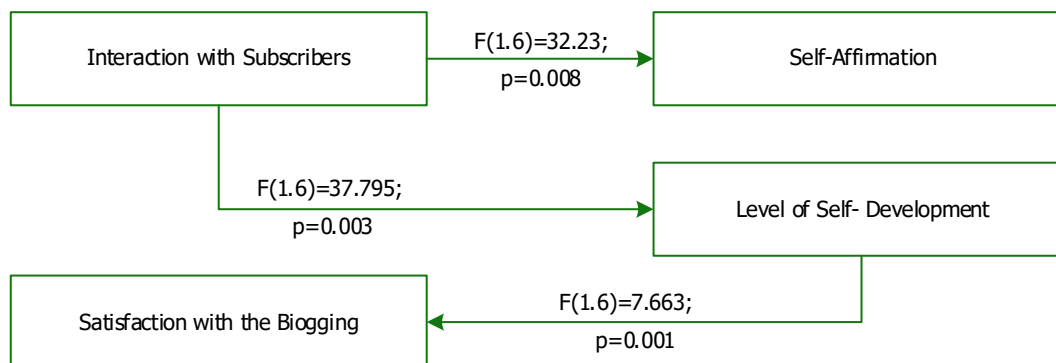 Interaction with Subscribers
F(1.6)=32.23;
p=0.008
Self-Affirmation
F(1.6)=37.795;
p=0.003
Level of Self- Development
Satisfaction with the Biogging
F(1.6)=7.663;
p=0.001